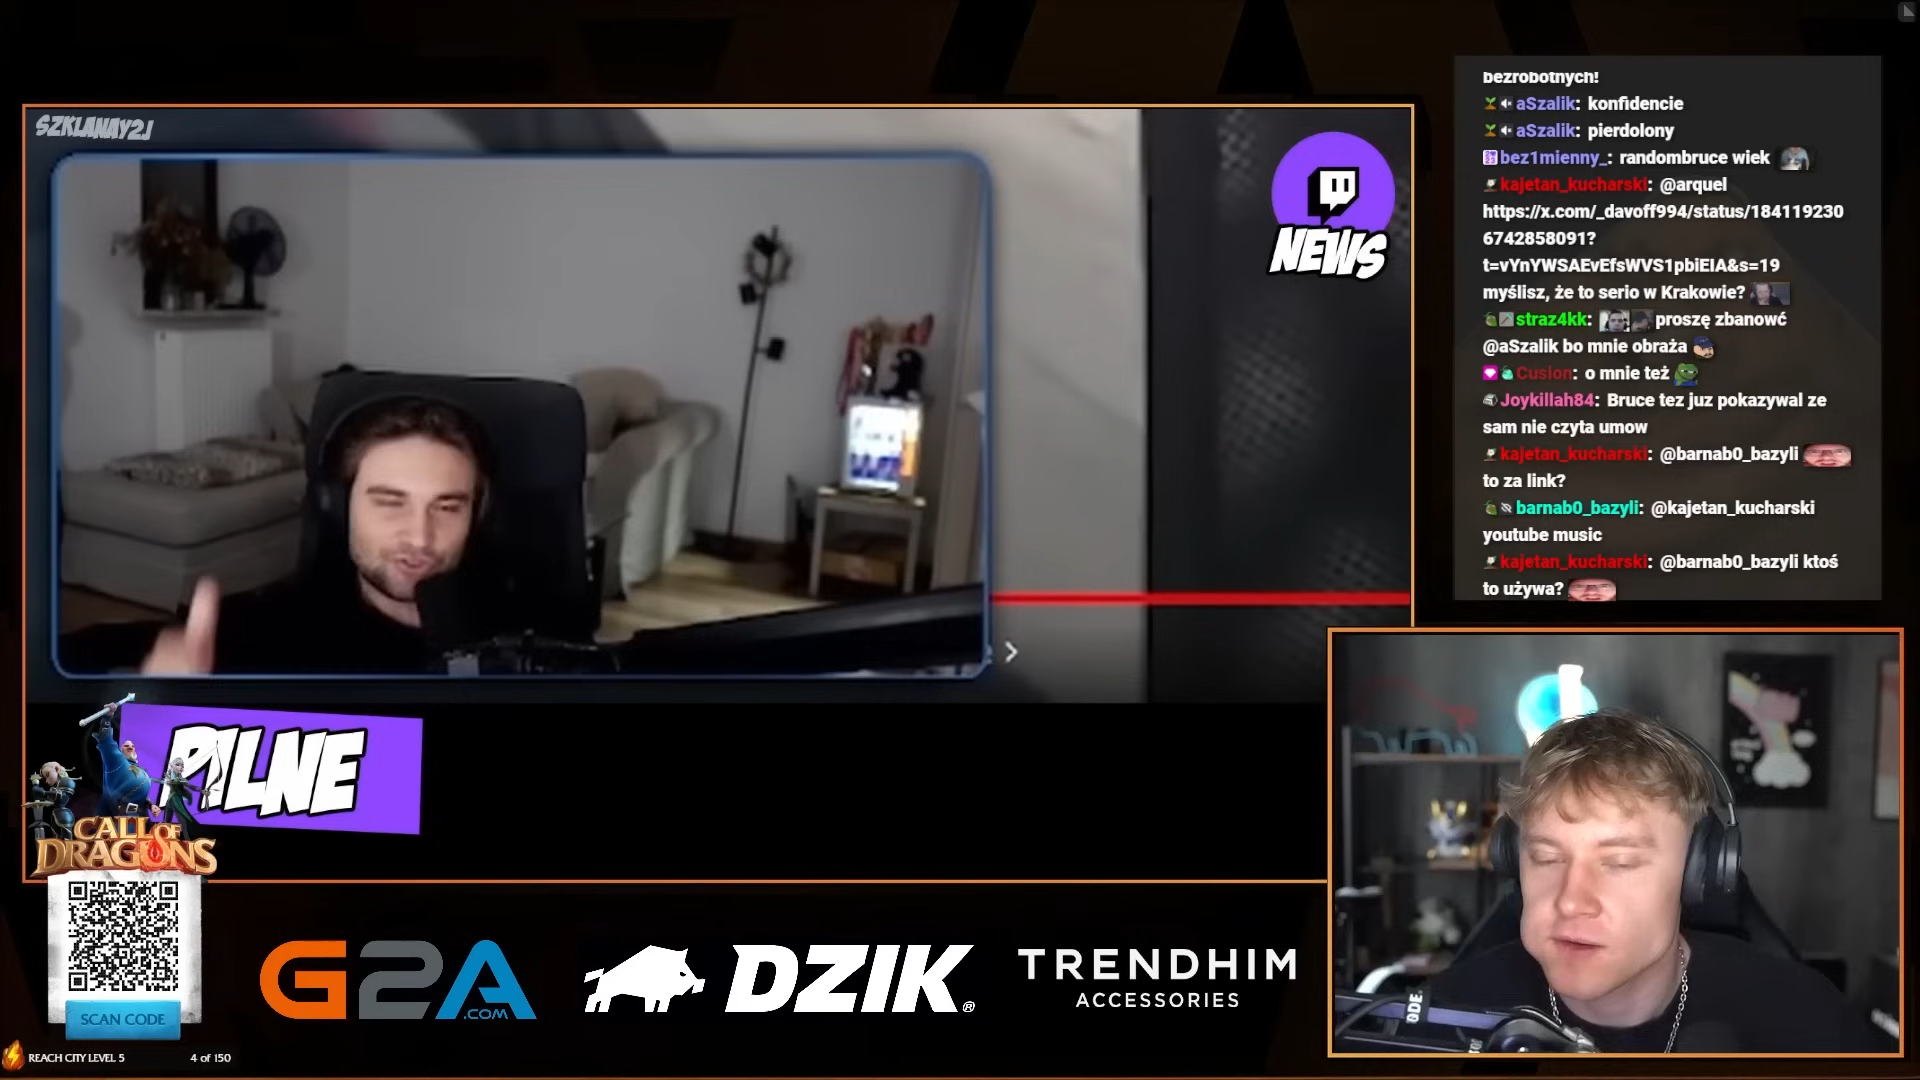 SZKLANAY2J
NEWS
PILNE
CALL OF
DRAGONS
SCAN CODE
REACH CITY LEVEL 5
4 of 150
G2A
.COM
DZIK®
TRENDHIM
ACCESSORIES
bezrobotnych!
aSzalik: konfidencie
aSzalik: pierdolony
bez1mienny_: randombruce wiek
kajetan_kucharski: @arquel
https://x.com/_davoff994/status/184119230
6742858091?
t=vYnYWSAEvEfsWVS1pbiEIA&s=19
myślisz, że to serio w Krakowie?
straz4kk: proszę zbanowć
@aSzalik bo mnie obraża
Cusion: o mnie też
Joykillah84: Bruce tez juz pokazywal ze
sam nie czyta umow
kajetan_kucharski: @barnab0_bazyli
to za link?
barnab0_bazyli: @kajetan_kucharski
youtube music
kajetan_kucharski: @barnab0_bazyli ktoś
to używa?